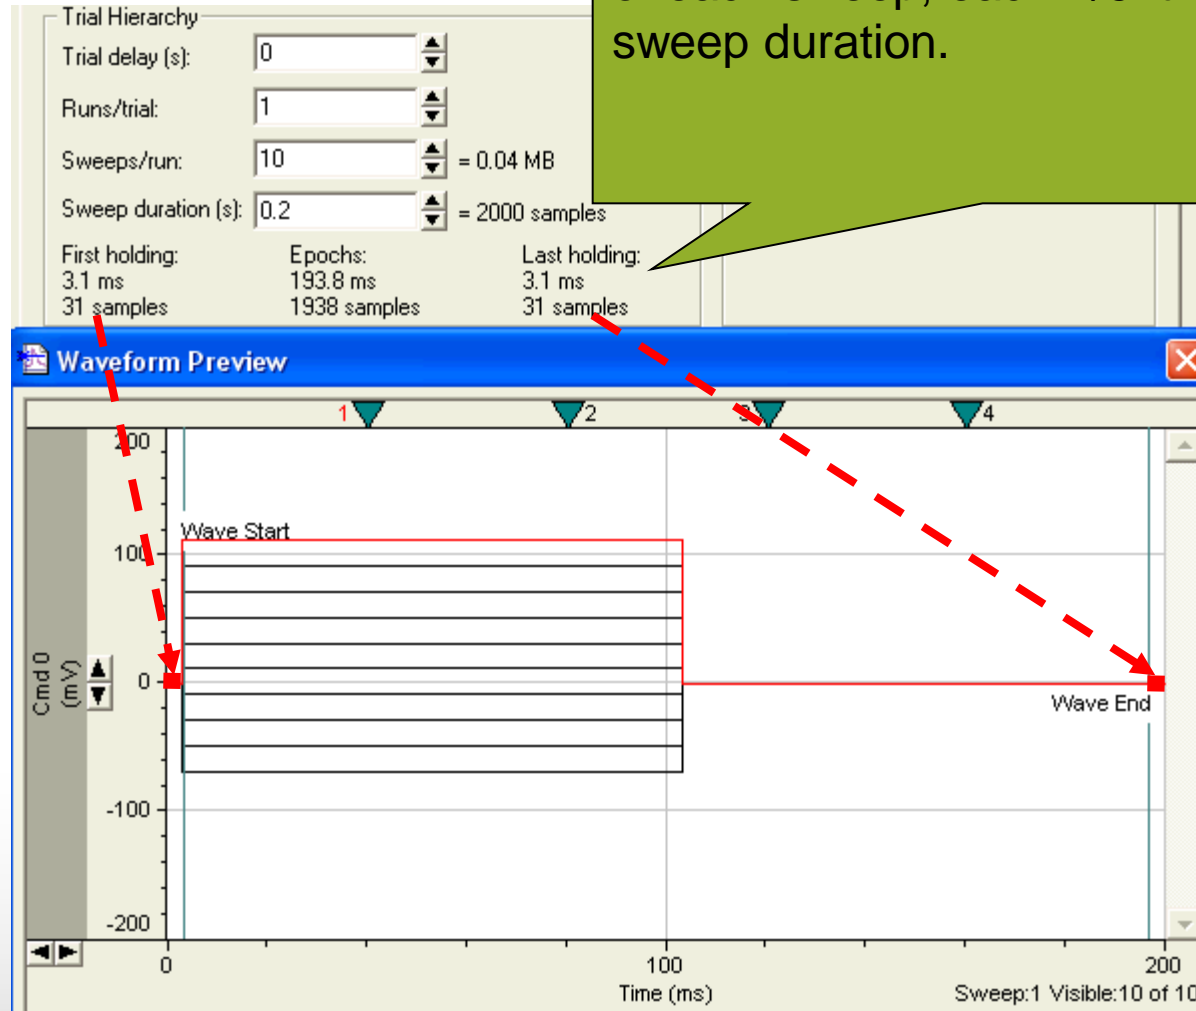 sweep duration.
Trial Hierarchy
Trial delay (s): 0
Runs/trial: 1
Sweeps/run: 10 = 0.04 MB
Sweep duration (s): 0.2 = 2000 samples
First holding: Epochs: Last holding:
3.1 ms 193.8 ms 3.1 ms
31 samples 1938 samples 31 samples
Waveform Preview
1 2 3 4
200
Wave Start
100
Cmd 0
(mV)
0
Wave End
-100
-200
0 100 200
Time (ms)
Sweep:1 Visible:10 of 10